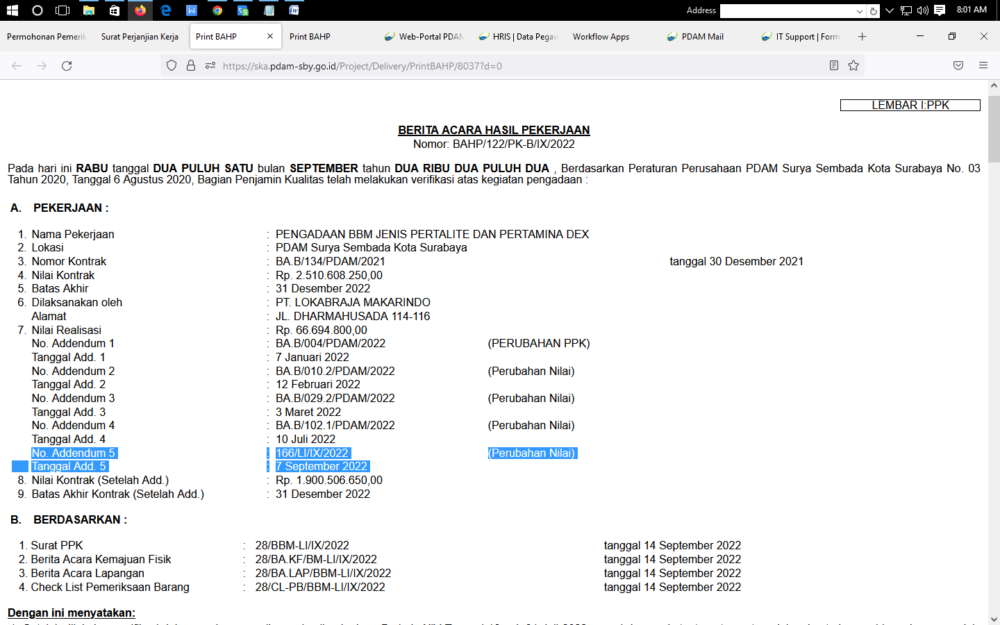 Address
8:01 AM
Permohonan Pemerik
Surat Perjanjian Kerja
Print BAHP
Print BAHP
Web-Portal PDAM
HRIS | Data Pegaw
Workflow Apps
PDAM Mail
IT Support | Form
https://ska.pdam-sby.go.id/Project/Delivery/PrintBAHP/8037?d=0
LEMBAR I:PPK
BERITA ACARA HASIL PEKERJAAN
Nomor: BAHP/122/PK-B/IX/2022
Pada hari ini RABU tanggal DUA PULUH SATU bulan SEPTEMBER tahun DUA RIBU DUA PULUH DUA , Berdasarkan Peraturan Perusahaan PDAM Surya Sembada Kota Surabaya No. 03
Tahun 2020, Tanggal 6 Agustus 2020, Bagian Penjamin Kualitas telah melakukan verifikasi atas kegiatan pengadaan :
A. PEKERJAAN :
1. Nama Pekerjaan : PENGADAAN BBM JENIS PERTALITE DAN PERTAMINA DEX
2. Lokasi : PDAM Surya Sembada Kota Surabaya
3. Nomor Kontrak : BA.B/134/PDAM/2021 tanggal 30 Desember 2021
4. Nilai Kontrak : Rp. 2.510.608.250,00
5. Batas Akhir : 31 Desember 2022
6. Dilaksanakan oleh : PT. LOKABRAJA MAKARINDO
Alamat : JL. DHARMAHUSADA 114-116
7. Nilai Realisasi : Rp. 66.694.800,00
No. Addendum 1 : BA.B/004/PDAM/2022 (PERUBAHAN PPK)
Tanggal Add. 1 : 7 Januari 2022
No. Addendum 2 : BA.B/010.2/PDAM/2022 (Perubahan Nilai)
Tanggal Add. 2 : 12 Februari 2022
No. Addendum 3 : BA.B/029.2/PDAM/2022 (Perubahan Nilai)
Tanggal Add. 3 : 3 Maret 2022
No. Addendum 4 : BA.B/102.1/PDAM/2022 (Perubahan Nilai)
Tanggal Add. 4 : 10 Juli 2022
No. Addendum 5 : 166/LI/IX/2022 (Perubahan Nilai)
Tanggal Add. 5 : 7 September 2022
8. Nilai Kontrak (Setelah Add.) : Rp. 1.900.506.650,00
9. Batas Akhir Kontrak (Setelah Add.) : 31 Desember 2022
B. BERDASARKAN :
1. Surat PPK : 28/BBM-LI/IX/2022 tanggal 14 September 2022
2. Berita Acara Kemajuan Fisik : 28/BA.KF/BM-LI/IX/2022 tanggal 14 September 2022
3. Berita Acara Lapangan : 28/BA.LAP/BBM-LI/IX/2022 tanggal 14 September 2022
4. Check List Pemeriksaan Barang : 28/CL-PB/BBM-LI/IX/2022 tanggal 14 September 2022
Dengan ini menyatakan: